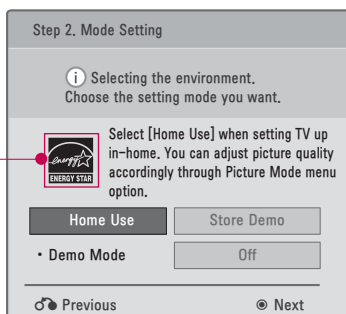 Step 2. Mode Setting
i Selecting the environment.
Choose the setting mode you want.
energy
ENERGY STAR
Select [Home Use] when setting TV up
in-home. You can adjust picture quality
accordingly through Picture Mode menu
option.
Home Use Store Demo
• Demo Mode Off
Previous Next